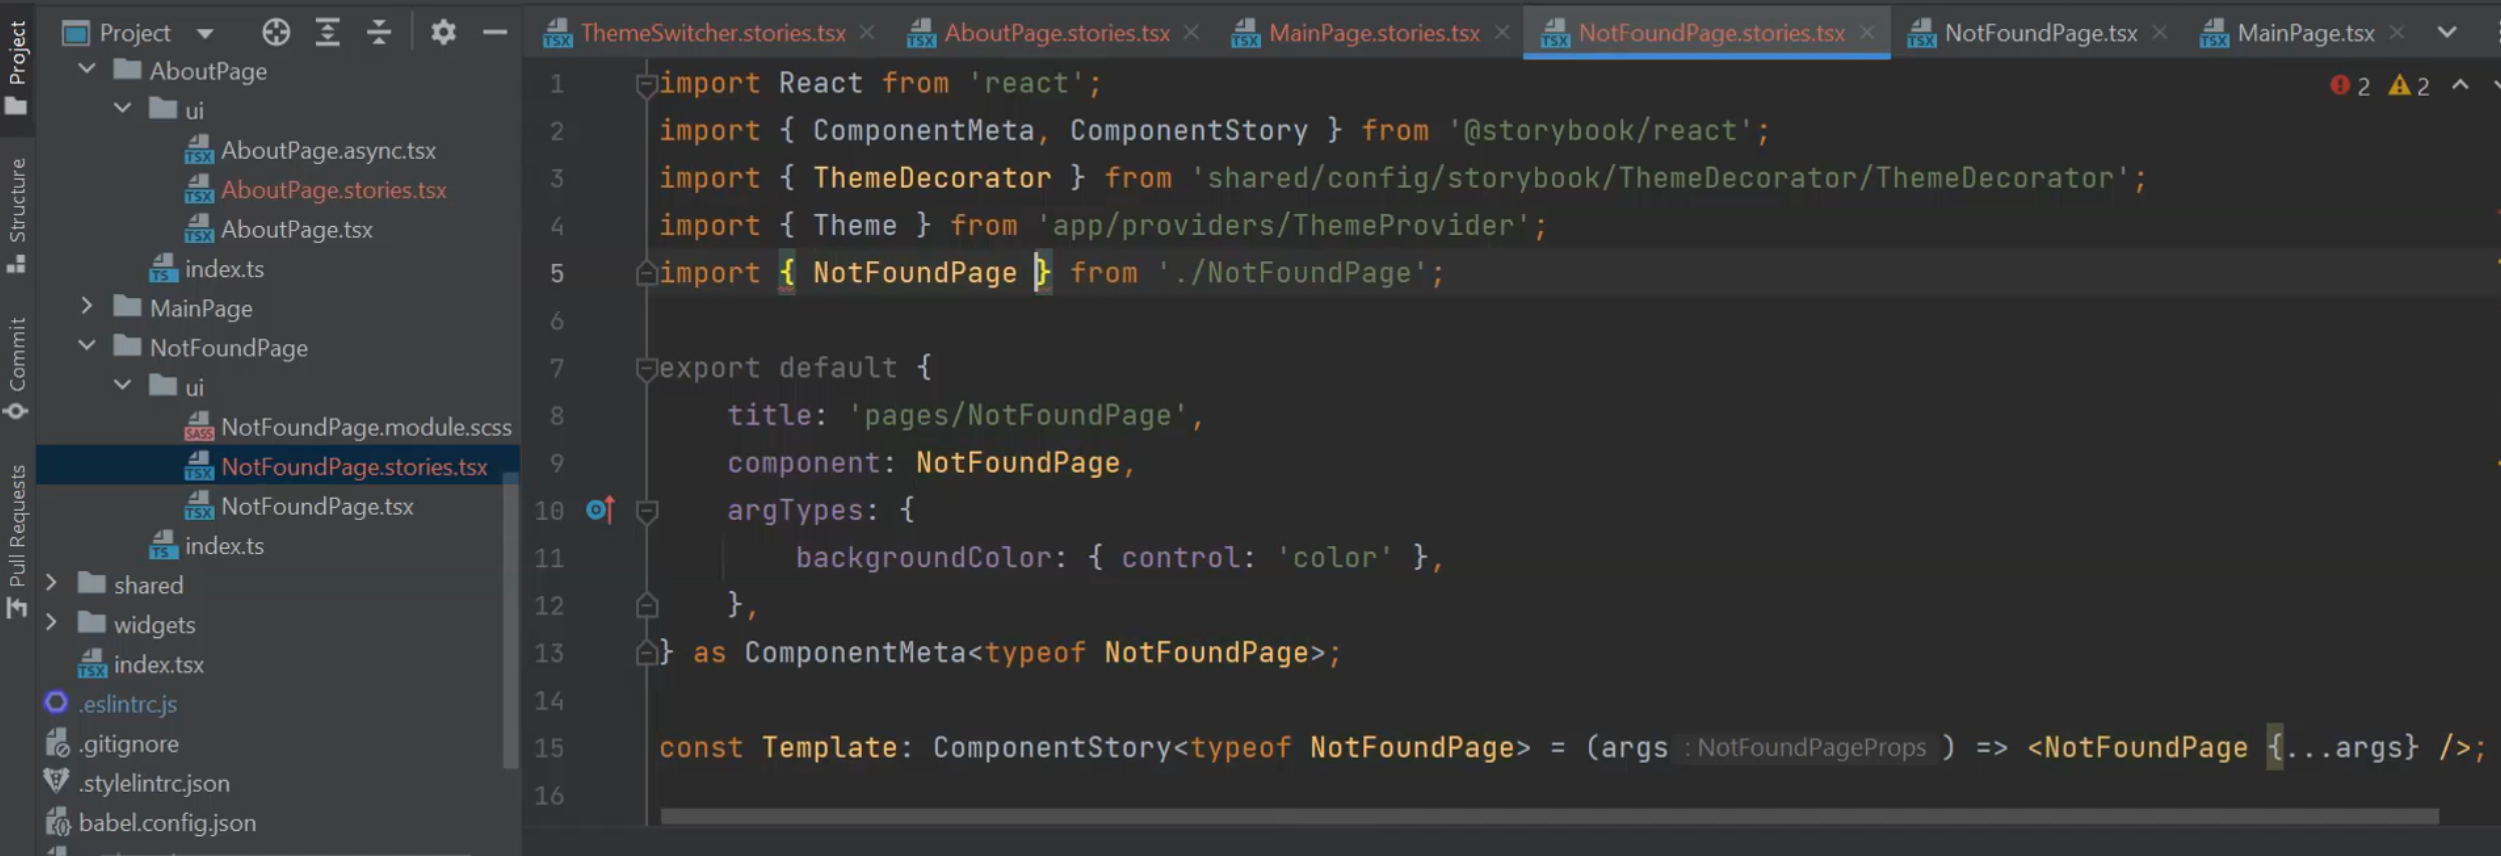 Project
Structure
Commit
Pull Requests
Project
AboutPage
ui
AboutPage.async.tsx
AboutPage.stories.tsx
AboutPage.tsx
index.ts
MainPage
NotFoundPage
ui
NotFoundPage.module.scss
NotFoundPage.stories.tsx
NotFoundPage.tsx
index.ts
shared
widgets
index.tsx
.eslintrc.js
.gitignore
.stylelintrc.json
babel.config.json
ThemeSwitcher.stories.tsx AboutPage.stories.tsx MainPage.stories.tsx NotFoundPage.stories.tsx NotFoundPage.tsx MainPage.tsx
2 2
1 import React from 'react';
2 import { ComponentMeta, ComponentStory } from '@storybook/react';
3 import { ThemeDecorator } from 'shared/config/storybook/ThemeDecorator/ThemeDecorator';
4 import { Theme } from 'app/providers/ThemeProvider';
5 import { NotFoundPage } from './NotFoundPage';
6
7 export default {
8 title: 'pages/NotFoundPage',
9 component: NotFoundPage,
10 argTypes: {
11 backgroundColor: { control: 'color' },
12 },
13 } as ComponentMeta<typeof NotFoundPage>;
14
15 const Template: ComponentStory<typeof NotFoundPage> = (args : NotFoundPageProps ) => <NotFoundPage {...args} />;
16